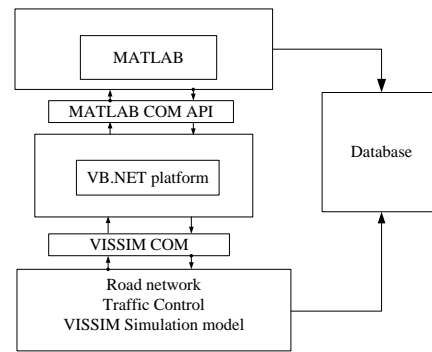 MATLAB
MATLAB COM API
VB.NET platform
VISSIM COM
Road network
Traffic Control
VISSIM Simulation model
Database